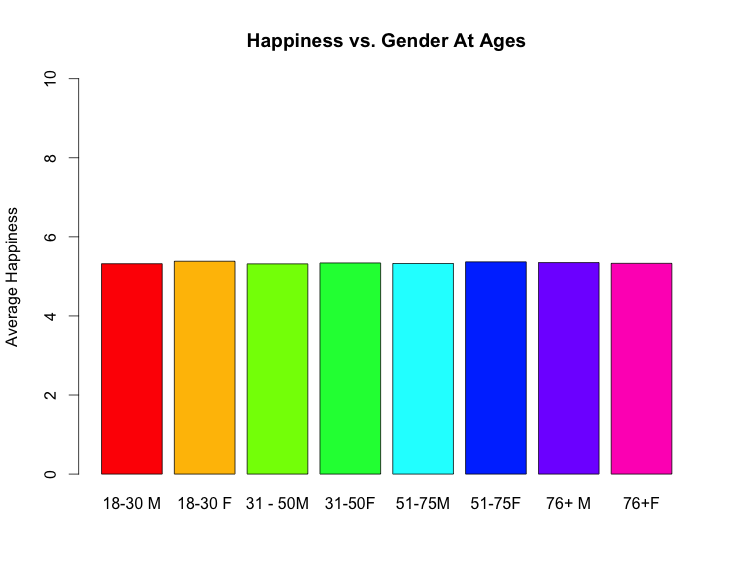 Happiness vs. Gender At Ages
Average Happiness
10
8
6
4
2
0
18-30 M 18-30 F 31 - 50M 31-50F 51-75M 51-75F 76+ M 76+F